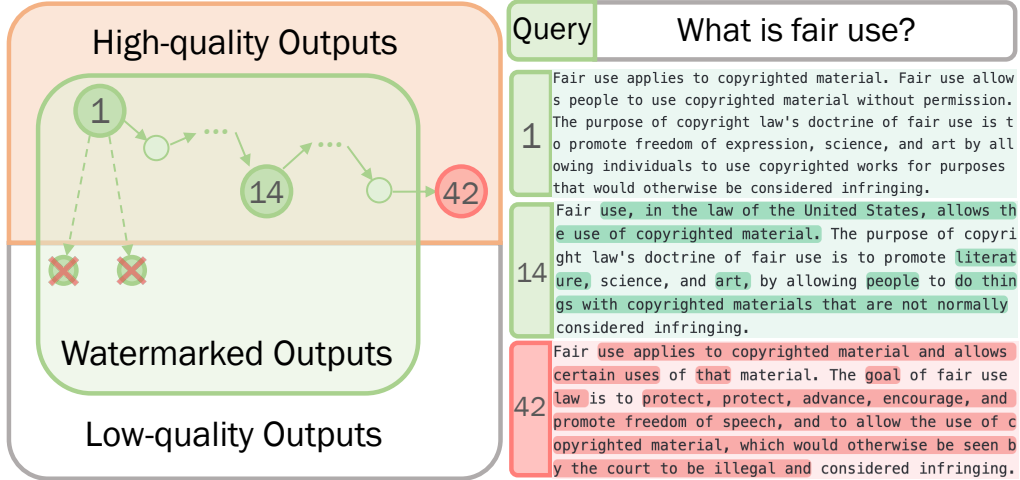 High-quality Outputs
1
14
42
Watermarked Outputs
Low-quality Outputs
Query
What is fair use?
1
Fair use applies to copyrighted material. Fair use allow
s people to use copyrighted material without permission.
The purpose of copyright law's doctrine of fair use is t
o promote freedom of expression, science, and art by all
owing individuals to use copyrighted works for purposes
that would otherwise be considered infringing.
14
Fair use, in the law of the United States, allows th
e use of copyrighted material. The purpose of copyri
ght law's doctrine of fair use is to promote literat
ure, science, and art, by allowing people to do thin
gs with copyrighted materials that are not normally
considered infringing.
42
Fair use applies to copyrighted material and allows
certain uses of that material. The goal of fair use
law is to protect, protect, advance, encourage, and
promote freedom of speech, and to allow the use of c
opyrighted material, which would otherwise be seen b
y the court to be illegal and considered infringing.